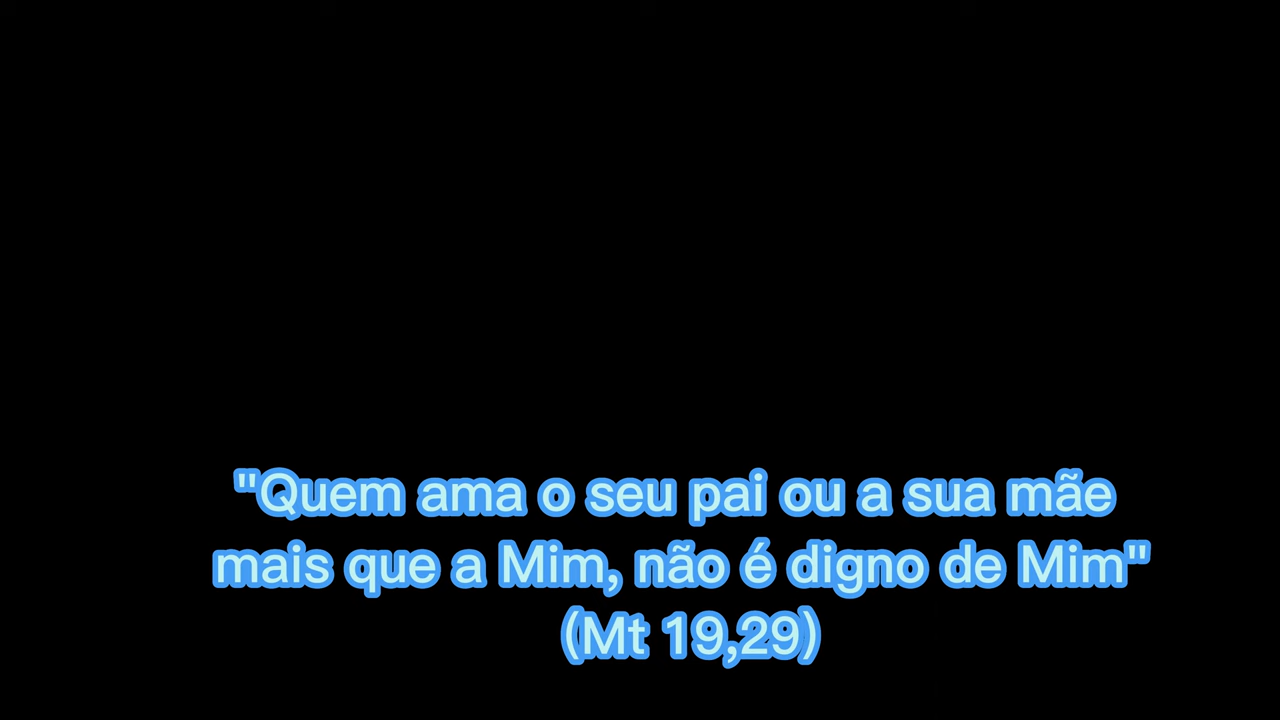 "Quem ama o seu pai ou a sua mãe
mais que a Mim, não é digno de Mim"
(Mt 19,29)